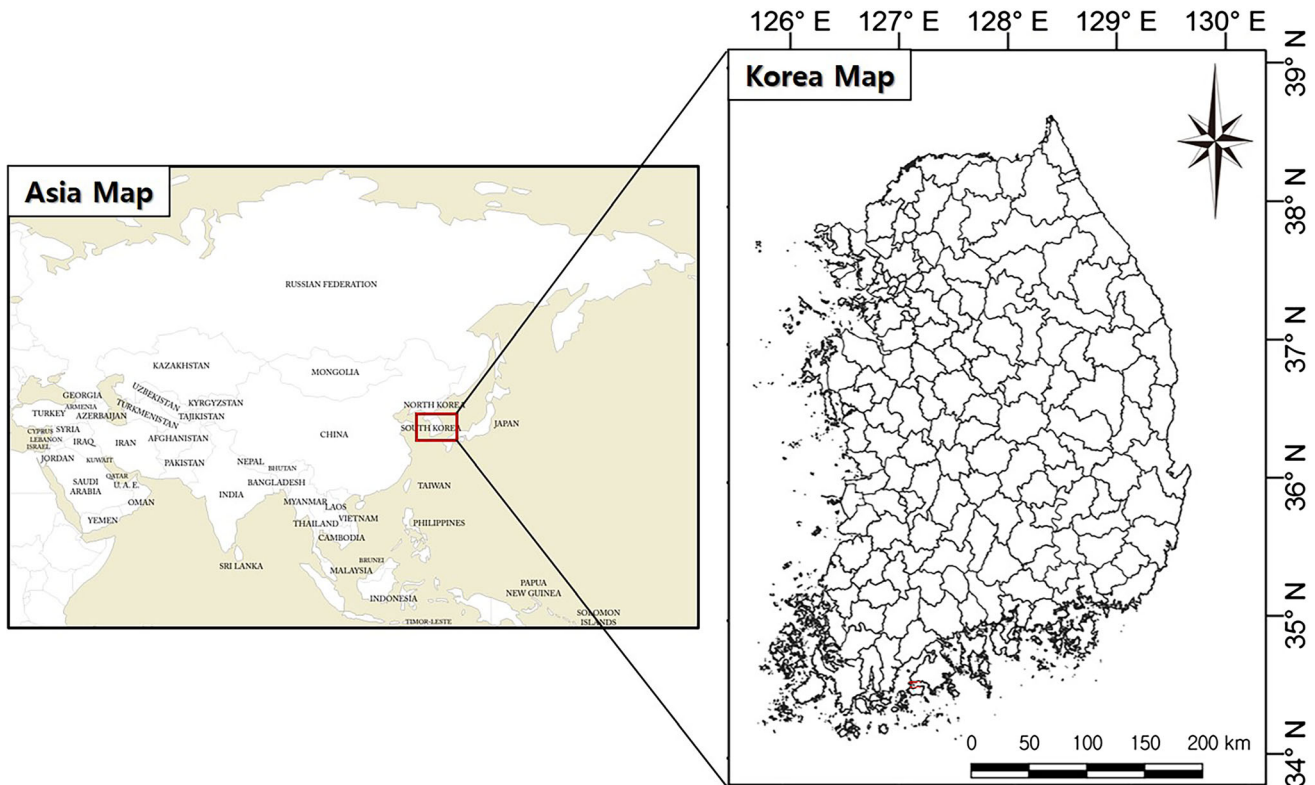 126° E 127° E 128° E 129° E 130° E
Korea Map
39° N
38° N
37° N
36° N
35° N
34° N
0 50 100 150 200 km
Asia Map
RUSSIAN FEDERATION
KAZAKHSTAN
MONGOLIA
UZBEKISTAN
KYRGYZSTAN
GEORGIA
ARMENIA
TURKEY
AZERBAIJAN
TURKMENISTAN
TAJIKISTAN
NORTH KOREA
SOUTH KOREA
JAPAN
CYPRUS
SYRIA
LEBANON
ISRAEL
IRAQ
IRAN
AFGHANISTAN
CHINA
JORDAN
KUWAIT
PAKISTAN
NEPAL
BHUTAN
QATAR
U. A. E.
SAUDI
ARABIA
BANGLADESH
TAIWAN
OMAN
INDIA
MYANMAR
LAOS
YEMEN
THAILAND
VIETNAM
PHILIPPINES
CAMBODIA
SRI LANKA
BRUNEI
MALAYSIA
INDONESIA
PAPUA
NEW GUINEA
TIMOR-LESTE
SOLOMON
ISLANDS